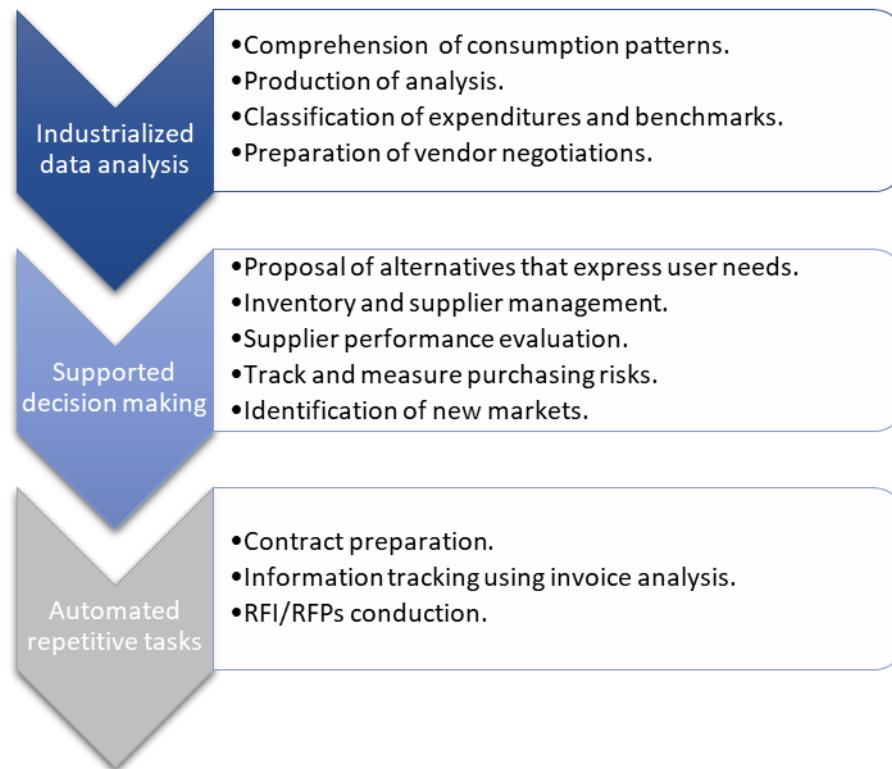 Industrialized
data analysis
•Comprehension of consumption patterns.
•Production of analysis.
•Classification of expenditures and benchmarks.
•Preparation of vendor negotiations.
Supported
decision making
•Proposal of alternatives that express user needs.
•Inventory and supplier management.
•Supplier performance evaluation.
•Track and measure purchasing risks.
•Identification of new markets.
Automated
repetitive tasks
•Contract preparation.
•Information tracking using invoice analysis.
•RFI/RFPs conduction.